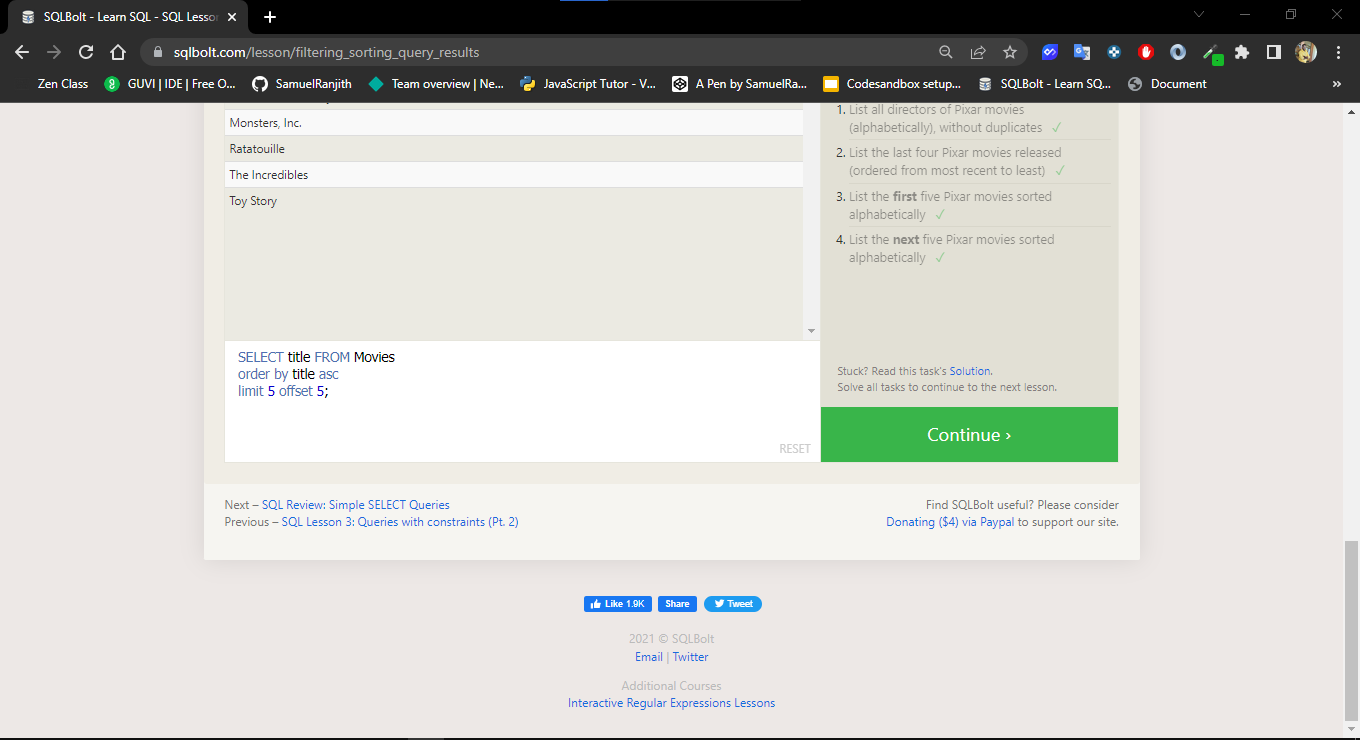 SQLBolt - Learn SQL - SQL Lesson
sqlbolt.com/lesson/filtering_sorting_query_results
Zen Class
GUVI | IDE | Free O...
SamuelRanjith
Team overview | Ne...
JavaScript Tutor - V...
A Pen by SamuelRa...
Codesandbox setup...
SQLBolt - Learn SQ...
Document
»
Monsters, Inc.
Ratatouille
The Incredibles
Toy Story
SELECT title FROM Movies
order by title asc
limit 5 offset 5;
RESET
1. List all directors of Pixar movies
(alphabetically), without duplicates ✓
2. List the last four Pixar movies released
(ordered from most recent to least) ✓
3. List the first five Pixar movies sorted
alphabetically ✓
4. List the next five Pixar movies sorted
alphabetically ✓
Stuck? Read this task's Solution.
Solve all tasks to continue to the next lesson.
Continue ›
Next – SQL Review: Simple SELECT Queries
Previous – SQL Lesson 3: Queries with constraints (Pt. 2)
Find SQLBolt useful? Please consider
Donating ($4) via Paypal to support our site.
Like 1.9K
Share
Tweet
2021 © SQLBolt
Email | Twitter
Additional Courses
Interactive Regular Expressions Lessons